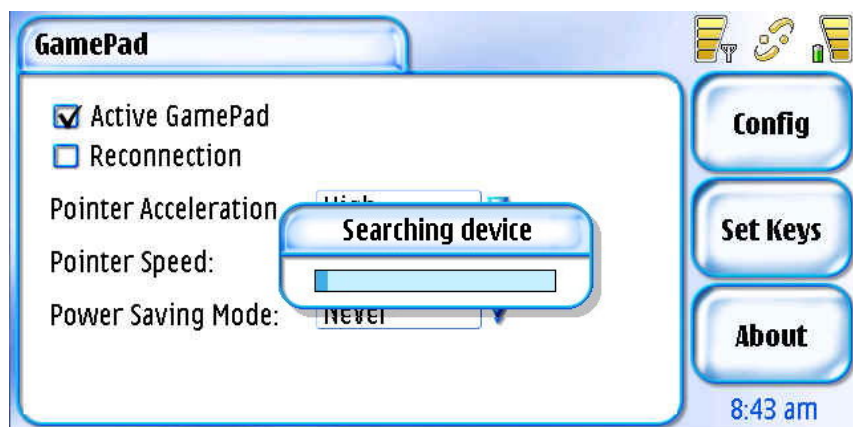 GamePad
Active GamePad
Reconnection
Pointer Acceleration
High
Searching device
Pointer Speed:
Power Saving Mode:
Never
Config
Set Keys
About
8:43 am